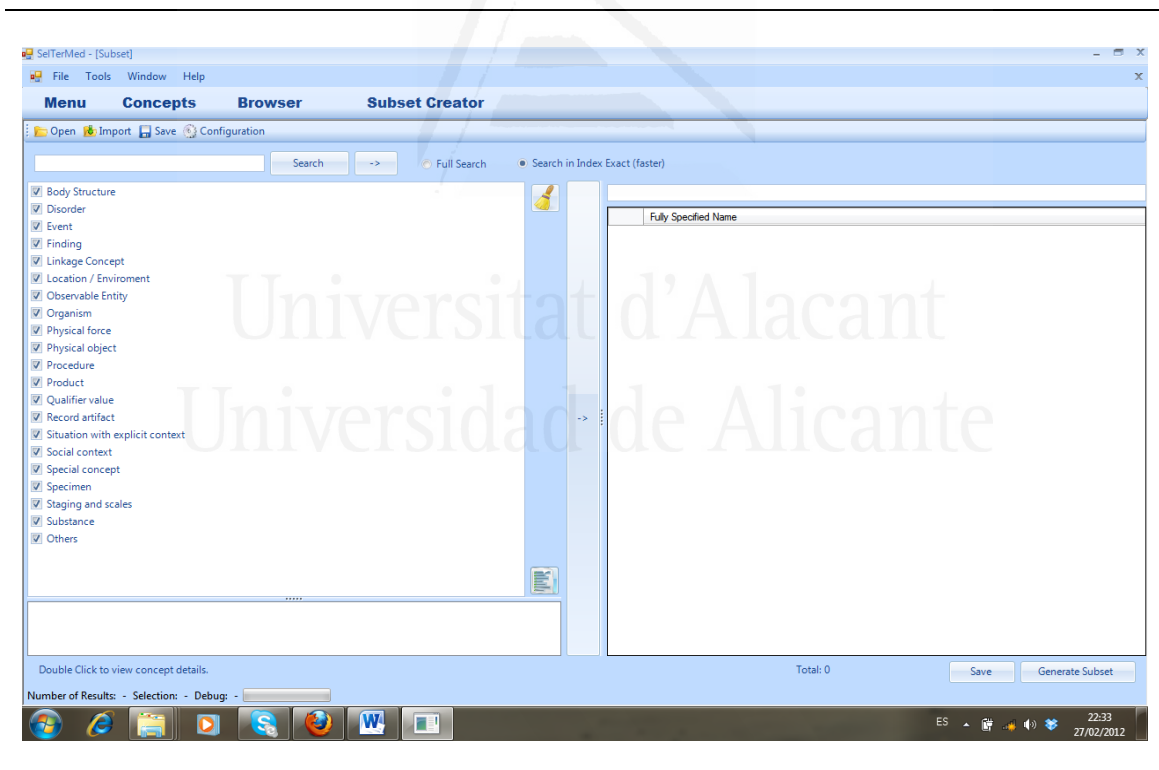 SelTerMed - [Subset]
File Tools Window Help
Menu Concepts Browser Subset Creator
Open Import Save Configuration
Search -> Full Search Search in Index Exact (faster)
Body Structure
Disorder
Event
Finding
Linkage Concept
Location / Enviroment
Observable Entity
Organism
Physical force
Physical object
Procedure
Product
Qualifier value
Record artifact
Situation with explicit context
Social context
Special concept
Specimen
Staging and scales
Substance
Others
->
Fully Specified Name
Universitat d'Alacant
Universidad de Alicante
Double Click to view concept details.
Total: 0
Save Generate Subset
Number of Results: - Selection: - Debug: -
ES 22:33
27/02/2012